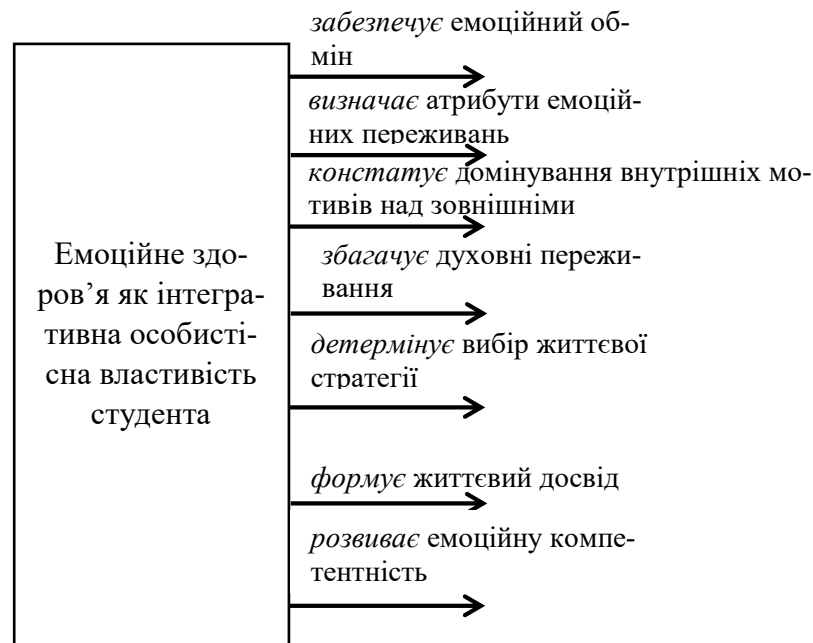 забезпечує емоційний об-
мін
визначає атрибути емоцій-
них переживань
констатує домінування внутрішніх мо-
тивів над зовнішніми
Емоційне здо-
ров’я як інтегра-
тивна особисті-
сна властивість
студента
збагачує духовні пережи-
вання
детермінує вибір життєвої
стратегії
формує життєвий досвід
розвиває емоційну компе-
тентність